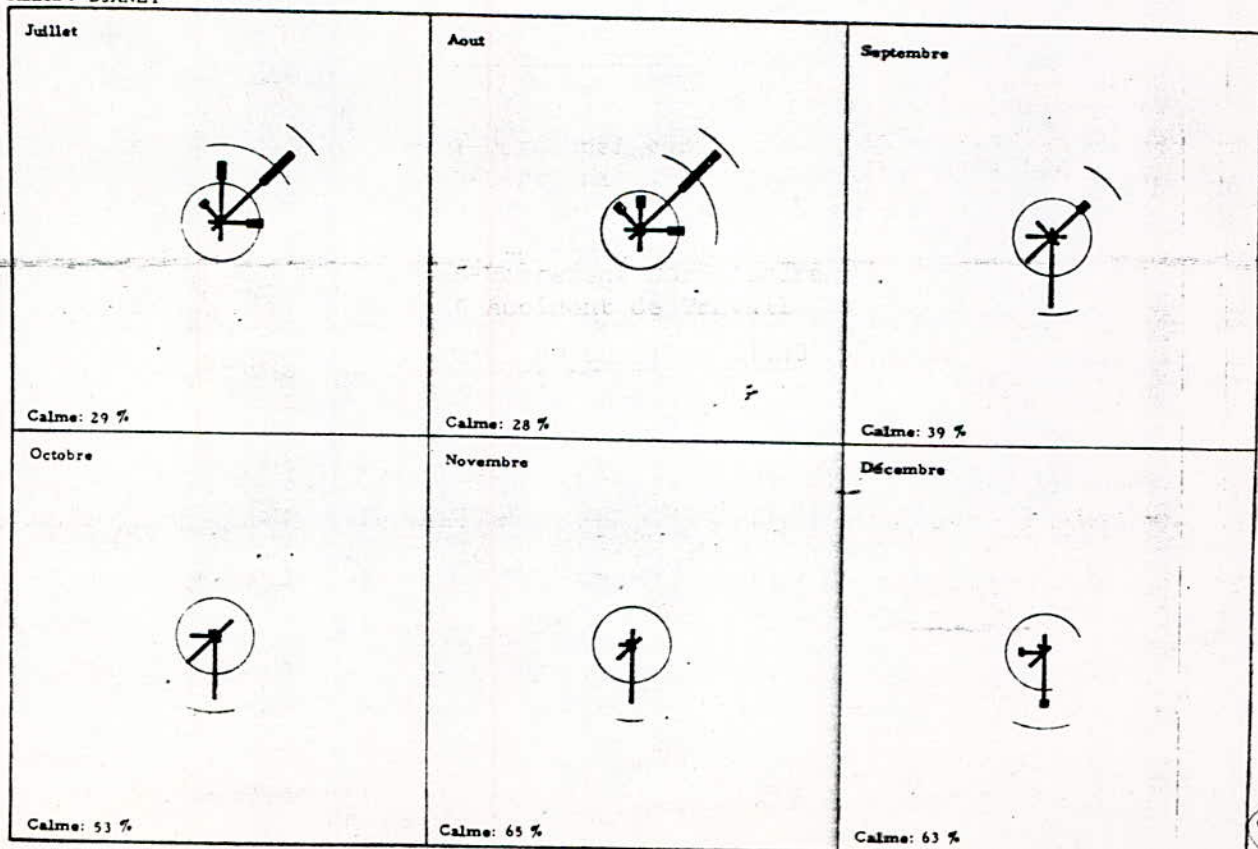 Juillet
Aout
Septembre
Calme: 29 %
Calme: 28 %
Calme: 39 %
Octobre
Novembre
Décembre
Calme: 53 %
Calme: 65 %
Calme: 63 %